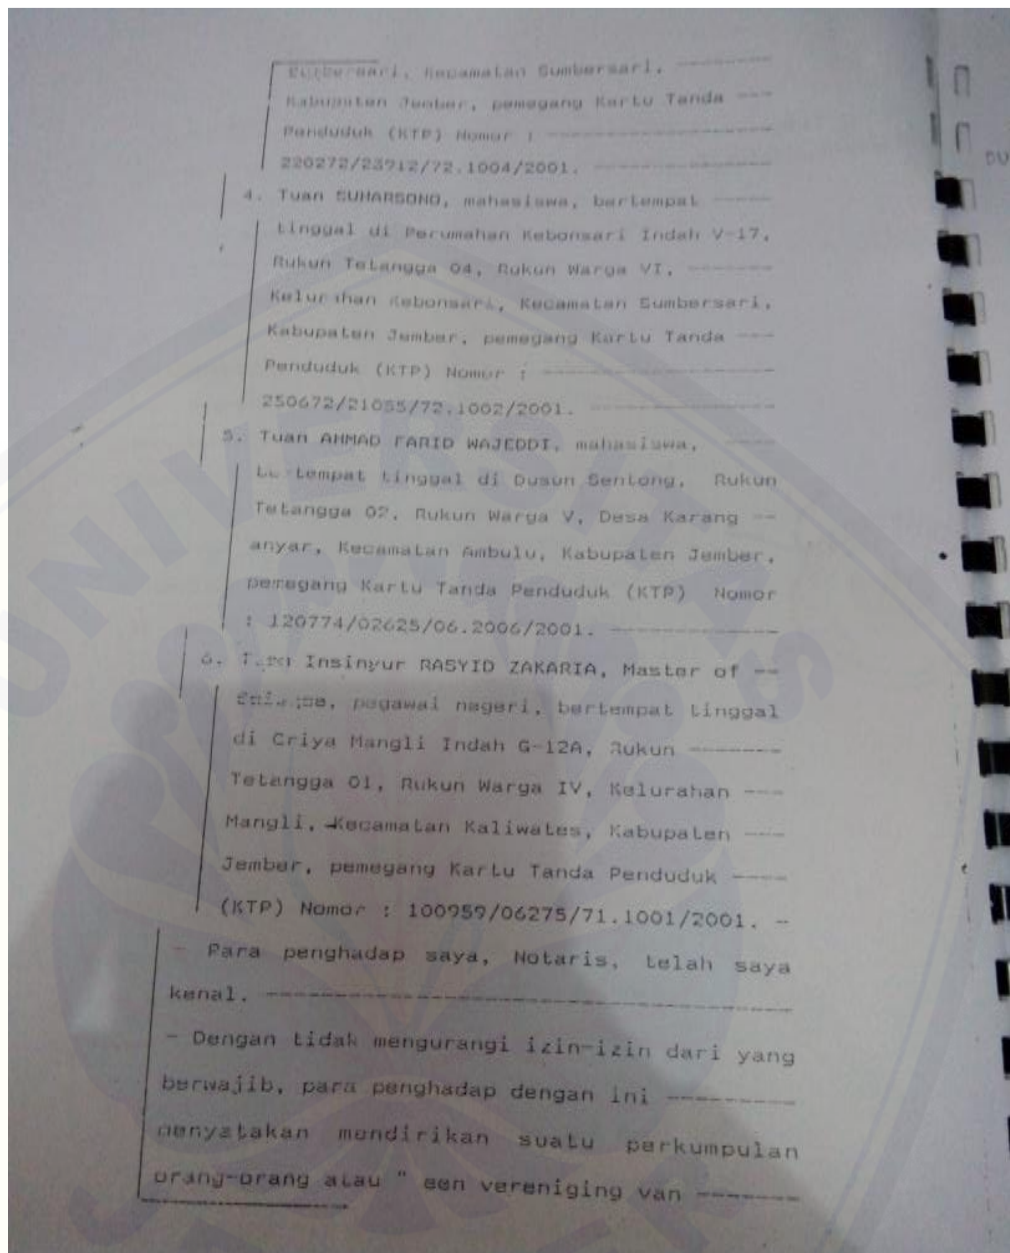 Kecamatan Sumbersari, ----------
Kabupaten Jember, pemegang Kartu Tanda ---
Penduduk (KTP) Nomor : ------------------
220272/23912/72.1004/2001. --------------
4. Tuan SUHARSONO, mahasiswa, bertempat -----
tinggal di Perumahan Kebonsari Indah V-17,
Rukun Tetangga 04, Rukun Warga VI, -------
Kelurahan Kebonsari, Kecamatan Sumbersari,
Kabupaten Jember, pemegang Kartu Tanda ---
Penduduk (KTP) Nomor : ------------------
250672/21055/72.1002/2001. --------------
5. Tuan AHMAD FARID WAJEDDI, mahasiswa, ----
bertempat tinggal di Dusun Sentong, Rukun
Tetangga 02, Rukun Warga V, Desa Karang --
anyar, Kecamatan Ambulu, Kabupaten Jember,
pemegang Kartu Tanda Penduduk (KTP) Nomor
: 120774/02625/06.2006/2001. -------------
6. Tuan Insinyur RASYID ZAKARIA, Master of --
pegawai negeri, bertempat tinggal
di Criya Mangli Indah G-12A, Rukun -------
Tetangga 01, Rukun Warga IV, Kelurahan ---
Mangli, Kecamatan Kaliwates, Kabupaten ---
Jember, pemegang Kartu Tanda Penduduk ----
(KTP) Nomor : 100959/06275/71.1001/2001. -
- Para penghadap saya, Notaris, telah saya
kenal. ------------------------------------
- Dengan tidak mengurangi izin-izin dari yang
berwajib, para penghadap dengan ini ---------
menyatakan mendirikan suatu perkumpulan
orang-orang atau " een vereniging van -------
UNIVERSITAS